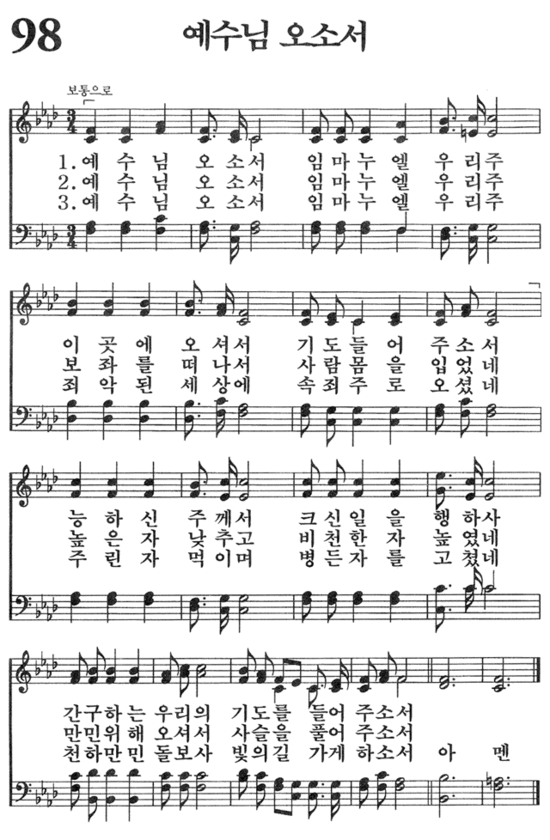 98
예수님 오소서
보통으로
1. 예 수 님 오 소 서 임 마 누 엘 우 리 주
2. 예 수 님 오 소 서 임 마 누 엘 우 리 주
3. 예 수 님 오 소 서 임 마 누 엘 우 리 주
이 곳 에 오 셔 서 기 도 들 어 주 소 서
보 좌 를 떠 나 서 사 람 몸 을 입 었 네
죄 악 된 세 상 에 속 죄 주 로 오 셨 네
능 하 신 주 께 서 크 신 일 을 행 하 사
높 은 자 낮 추 고 비 천 한 자 높 였 네
주 린 자 먹 이 며 병 든 자 를 고 쳤 네
간 구 하 는 우 리 의 기 도 를 들 어 주 소 서
만 민 위 해 오 셔 서 사 슬 을 풀 어 주 소 서
천 하 만 민 돌 보 사 빛 의 길 가 게 하 소 서 아 멘